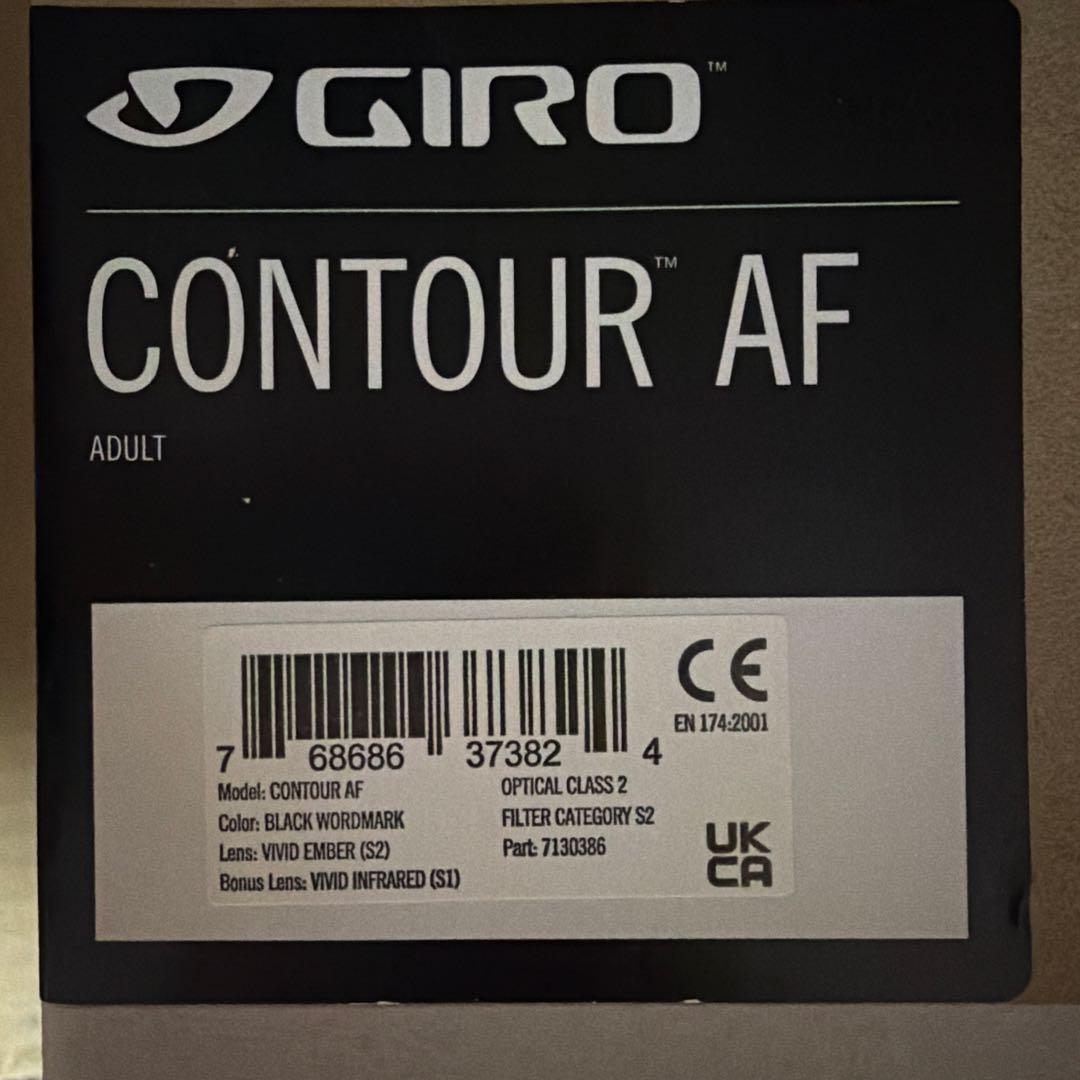 GIRO™
CONTOUR™ AF
ADULT
CE
EN 174:2001
7 68686 37382 4
Model: CONTOUR AF
Color: BLACK WORDMARK
Lens: VIVID EMBER (S2)
Bonus Lens: VIVID INFRARED (S1)
OPTICAL CLASS 2
FILTER CATEGORY S2
Part: 7130386
UK
CA